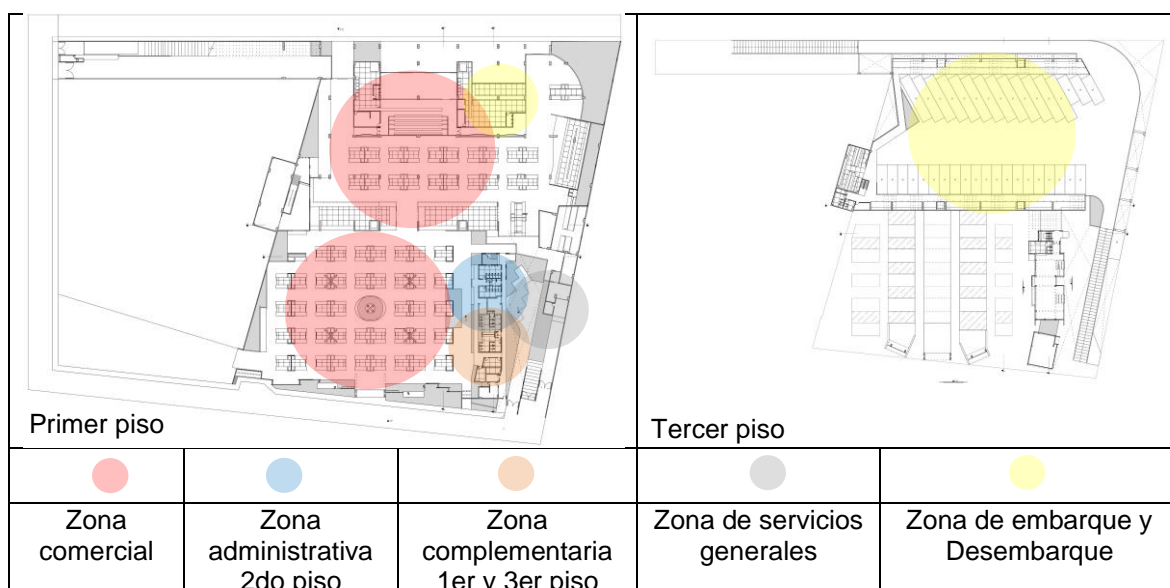 Primer piso
Tercer piso
Zona
comercial
Zona
administrativa
2do piso
Zona
complementaria
1er y 3er piso
Zona de servicios
generales
Zona de embarque y
Desembarque